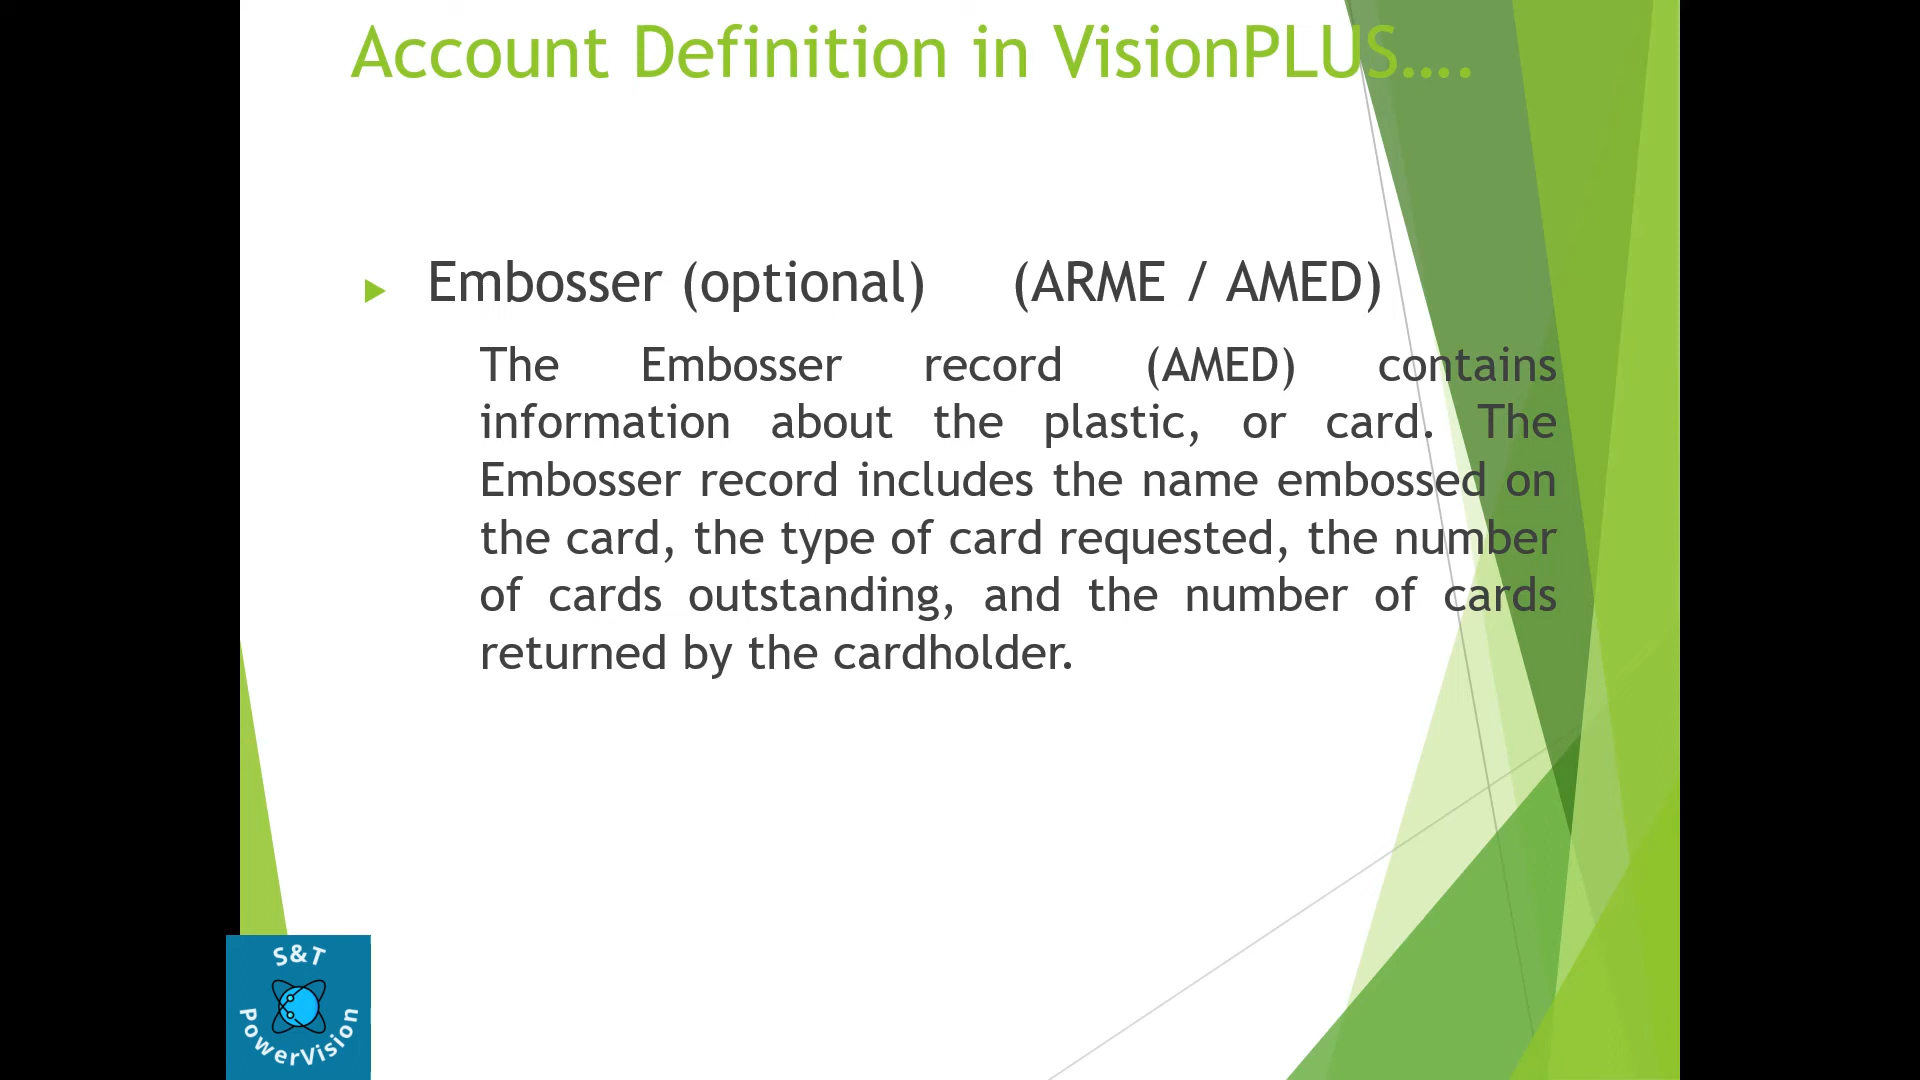 Account Definition in VisionPLUS....
Embosser (optional) (ARME / AMED)
The Embosser record (AMED) contains
information about the plastic, or card. The
Embosser record includes the name embossed on
the card, the type of card requested, the number
of cards outstanding, and the number of cards
returned by the cardholder.
S&T
PowerVision